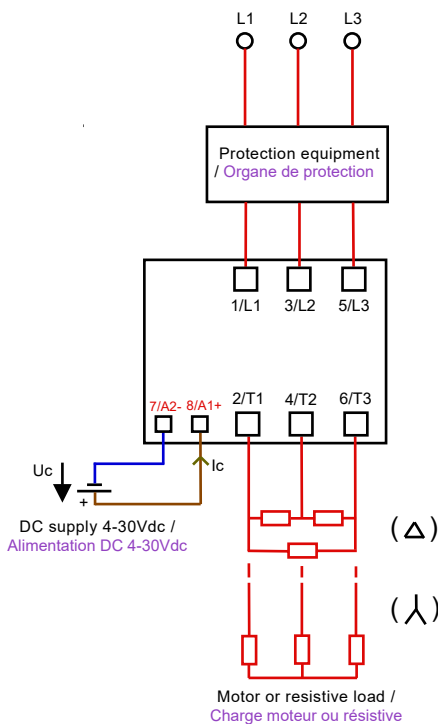 L1 L2 L3
Protection equipment
/ Organe de protection
1/L1 3/L2 5/L3
7/A2- 8/A1+ 2/T1 4/T2 6/T3
Uc Ic
+
DC supply 4-30Vdc /
Alimentation DC 4-30Vdc
(△)
(⅄)
Motor or resistive load /
Charge moteur ou résistive